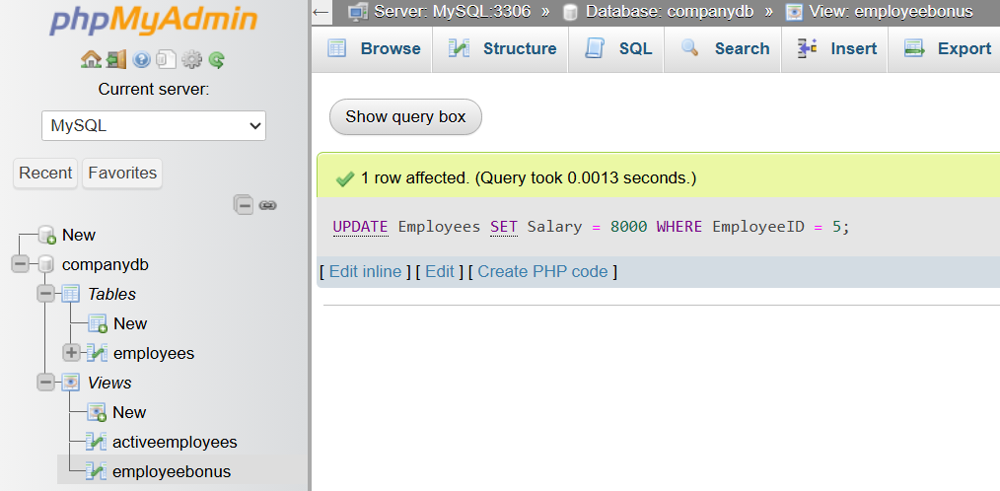 phpMyAdmin
Current server:
MySQL
Recent Favorites
New
companydb
Tables
New
employees
Views
New
activeemployees
employeebonus
Server: MySQL:3306 » Database: companydb » View: employeebonus
Browse Structure SQL Search Insert Export
Show query box
1 row affected. (Query took 0.0013 seconds.)
UPDATE Employees SET Salary = 8000 WHERE EmployeeID = 5;
[ Edit inline ] [ Edit ] [ Create PHP code ]